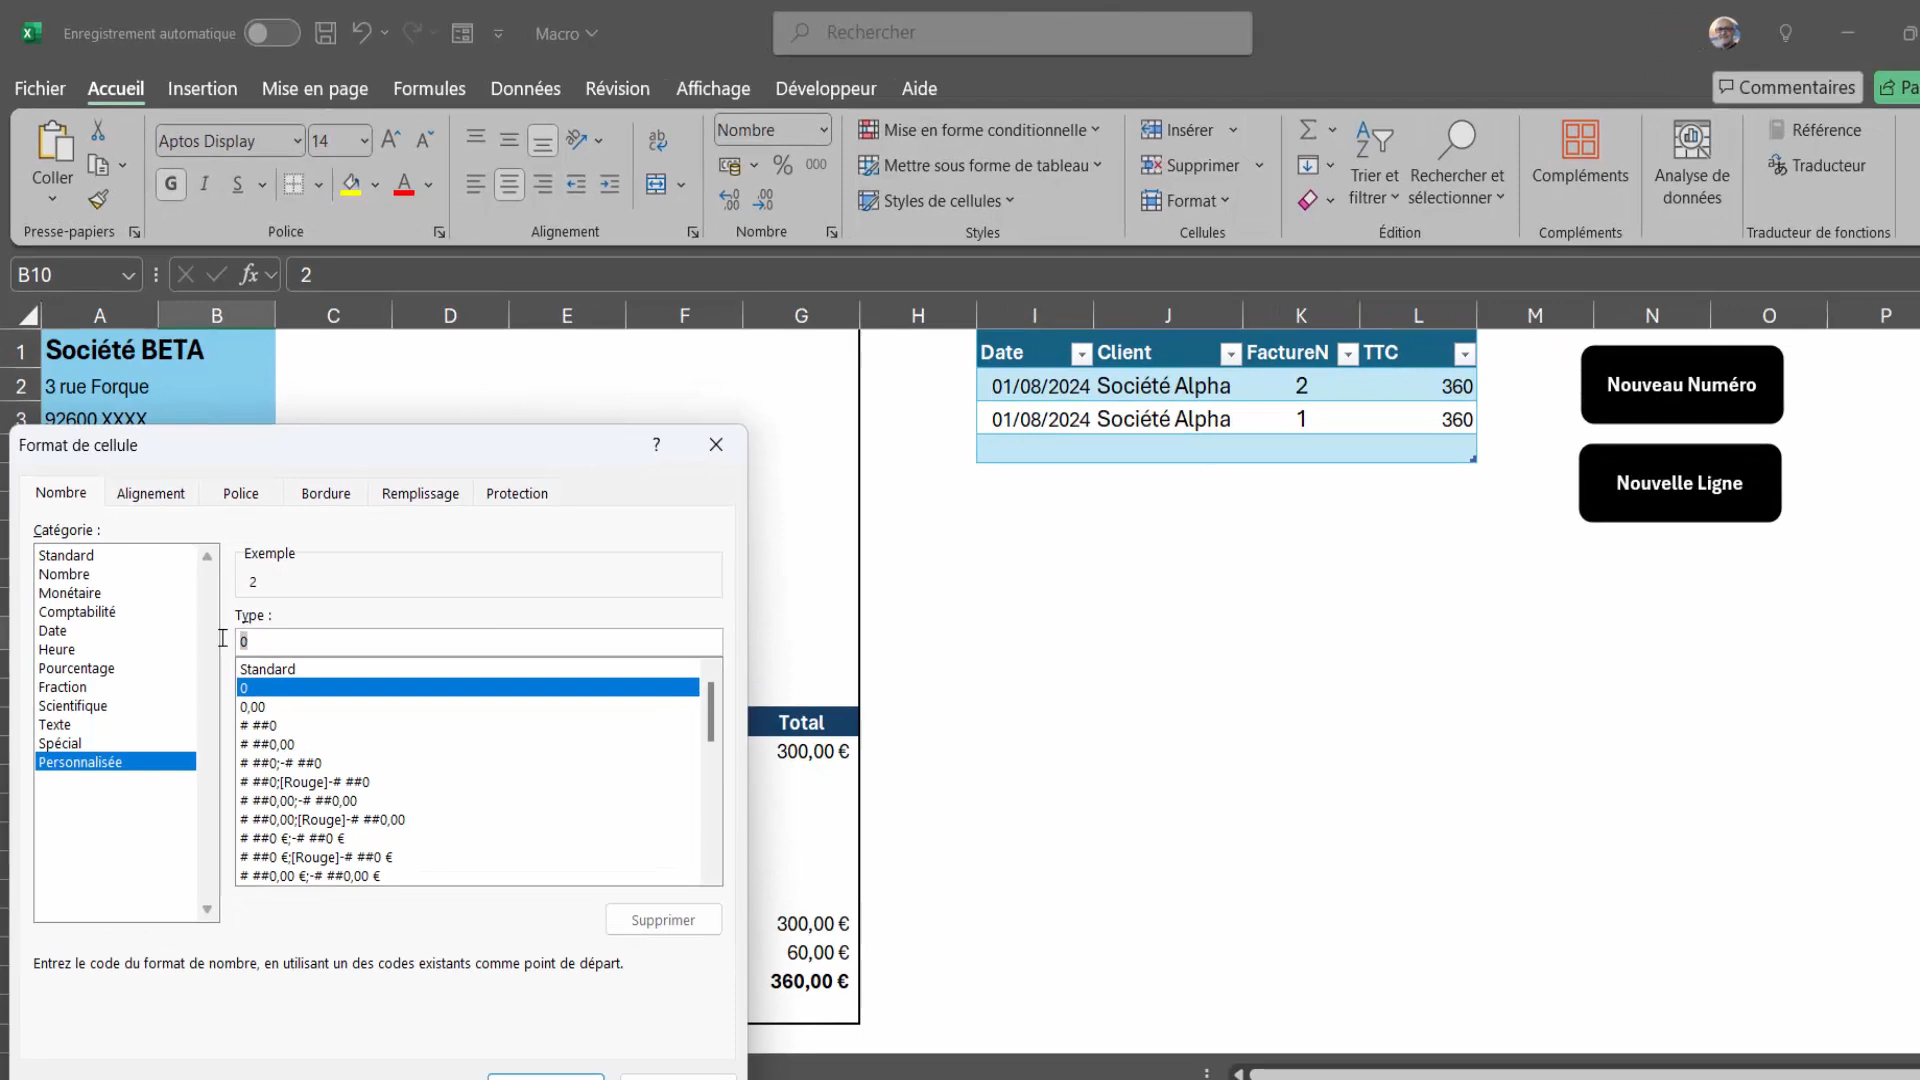 Enregistrement automatique
Macro
Rechercher
Fichier Accueil Insertion Mise en page Formules Données Révision Affichage Développeur Aide
Commentaires Pa
Coller
Presse-papiers
Aptos Display 14
G I S
A
Police
ab
Alignement
Nombre
% 000
Nombre
Mise en forme conditionnelle
Mettre sous forme de tableau
Styles de cellules
Styles
Insérer
Supprimer
Format
Cellules
Trier et
filtrer
Rechercher et
sélectionner
Édition
Compléments
Compléments
Analyse de
données
Référence
Traducteur
Traducteur de fonctions
B10 fx 2
A B C D E F G H I J K L M N O P
1 Société BETA
2 3 rue Forque
3 92600 XXXX
Date Client FactureN TTC
01/08/2024 Société Alpha 2 360
01/08/2024 Société Alpha 1 360
Nouveau Numéro
Nouvelle Ligne
Format de cellule ?
Nombre Alignement Police Bordure Remplissage Protection
Catégorie :
Standard
Nombre
Monétaire
Comptabilité
Date
Heure
Pourcentage
Fraction
Scientifique
Texte
Spécial
Personnalisée
Exemple
2
Type :
0
Standard
0
0,00
# ##0
# ##0,00
# ##0;-# ##0
# ##0;[Rouge]-# ##0
# ##0,00;-# ##0,00
# ##0,00;[Rouge]-# ##0,00
# ##0 €;-# ##0 €
# ##0 €;[Rouge]-# ##0 €
# ##0,00 €;-# ##0,00 €
Supprimer
Entrez le code du format de nombre, en utilisant un des codes existants comme point de départ.
Total
300,00 €
300,00 €
60,00 €
360,00 €